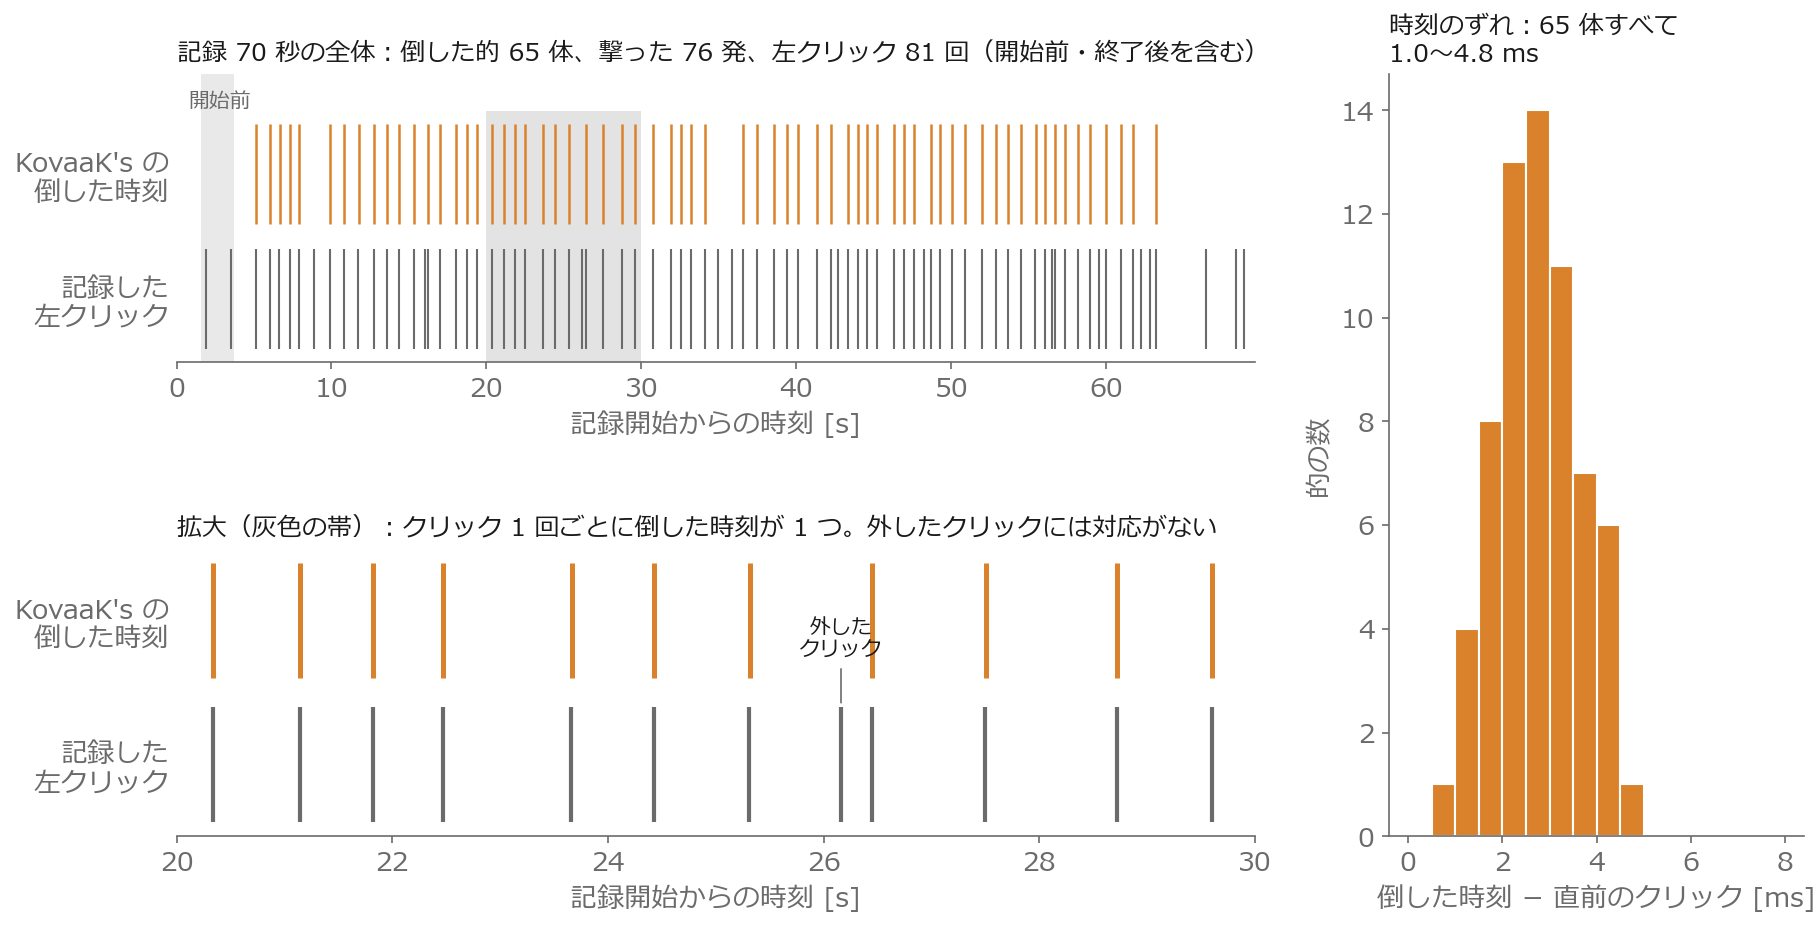 記録 70 秒の全体：倒した的 65 体、撃った 76 発、左クリック 81 回（開始前・終了後を含む）
開始前
KovaaK's の
倒した時刻
記録した
左クリック
0 10 20 30 40 50 60
記録開始からの時刻 [s]
拡大（灰色の帯）：クリック 1 回ごとに倒した時刻が 1 つ。外したクリックには対応がない
KovaaK's の
倒した時刻
外した
クリック
記録した
左クリック
20 22 24 26 28 30
記録開始からの時刻 [s]
時刻のずれ：65 体すべて
1.0～4.8 ms
的の数
14
12
10
8
6
4
2
0
0 2 4 6 8
倒した時刻 − 直前のクリック [ms]